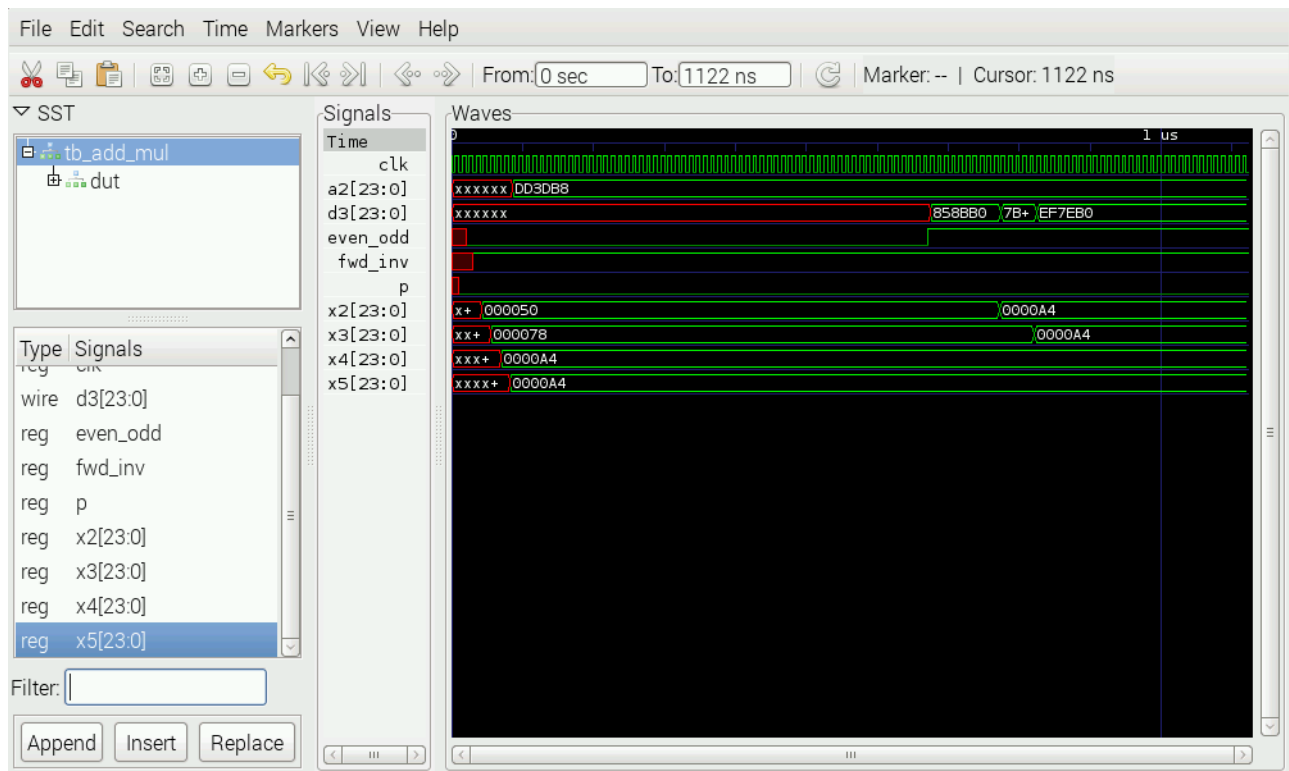 File Edit Search Time Markers View Help
From: 0 sec To: 1122 ns Marker: -- | Cursor: 1122 ns
SST
tb_add_mul
dut
Type Signals
reg clk
wire d3[23:0]
reg even_odd
reg fwd_inv
reg p
reg x2[23:0]
reg x3[23:0]
reg x4[23:0]
reg x5[23:0]
Filter:
Append Insert Replace
Signals
Time
clk
a2[23:0]
d3[23:0]
even_odd
fwd_inv
p
x2[23:0]
x3[23:0]
x4[23:0]
x5[23:0]
Waves
0 1 us
xxxxxx DD3DB8
xxxxxx 858BB0 7B+ EF7EB0
x+ 000050 0000A4
xx+ 000078 0000A4
xxx+ 0000A4
xxxx+ 0000A4